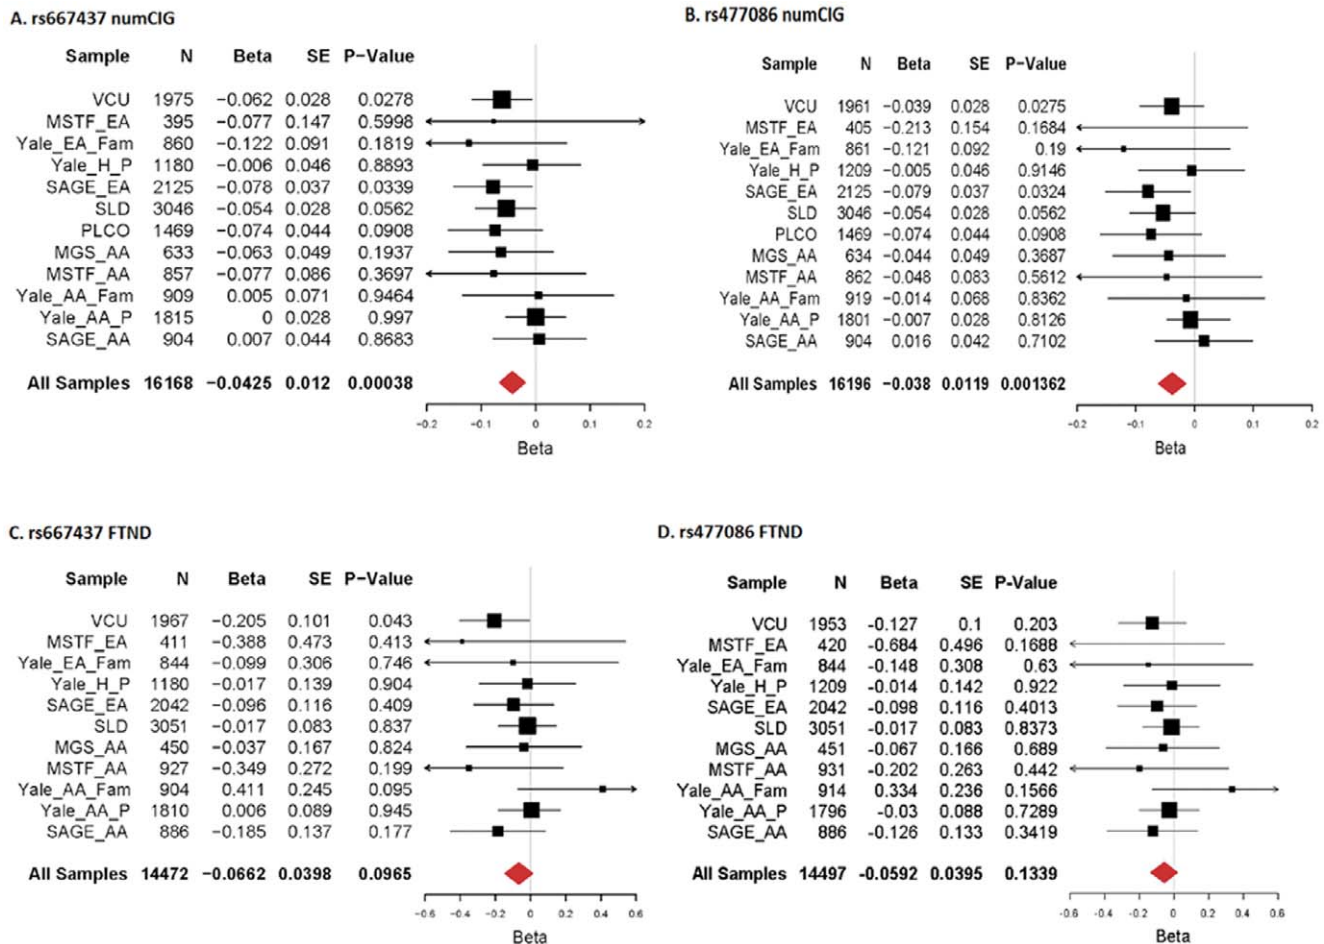 A. rs667437 numCIG
Sample N Beta SE P−Value
VCU 1975 −0.062 0.028 0.0278
MSTF_EA 395 −0.077 0.147 0.5998
Yale_EA_Fam 860 −0.122 0.091 0.1819
Yale_H_P 1180 −0.006 0.046 0.8893
SAGE_EA 2125 −0.078 0.037 0.0339
SLD 3046 −0.054 0.028 0.0562
PLCO 1469 −0.074 0.044 0.0908
MGS_AA 633 −0.063 0.049 0.1937
MSTF_AA 857 −0.077 0.086 0.3697
Yale_AA_Fam 909 0.005 0.071 0.9464
Yale_AA_P 1815 0 0.028 0.997
SAGE_AA 904 0.007 0.044 0.8683
All Samples 16168 −0.0425 0.012 0.00038
−0.2 −0.1 0 0.1 0.2
Beta
B. rs477086 numCIG
Sample N Beta SE P−Value
VCU 1961 −0.039 0.028 0.0275
MSTF_EA 405 −0.213 0.154 0.1684
Yale_EA_Fam 861 −0.121 0.092 0.19
Yale_H_P 1209 −0.005 0.046 0.9146
SAGE_EA 2125 −0.079 0.037 0.0324
SLD 3046 −0.054 0.028 0.0562
PLCO 1469 −0.074 0.044 0.0908
MGS_AA 634 −0.044 0.049 0.3687
MSTF_AA 862 −0.048 0.083 0.5612
Yale_AA_Fam 919 −0.014 0.068 0.8362
Yale_AA_P 1801 −0.007 0.028 0.8126
SAGE_AA 904 0.016 0.042 0.7102
All Samples 16196 −0.038 0.0119 0.001362
−0.2 −0.1 0 0.1 0.2
Beta
C. rs667437 FTND
Sample N Beta SE P−Value
VCU 1967 −0.205 0.101 0.043
MSTF_EA 411 −0.388 0.473 0.413
Yale_EA_Fam 844 −0.099 0.306 0.746
Yale_H_P 1180 −0.017 0.139 0.904
SAGE_EA 2042 −0.096 0.116 0.409
SLD 3051 −0.017 0.083 0.837
MGS_AA 450 −0.037 0.167 0.824
MSTF_AA 927 −0.349 0.272 0.199
Yale_AA_Fam 904 0.411 0.245 0.095
Yale_AA_P 1810 0.006 0.089 0.945
SAGE_AA 886 −0.185 0.137 0.177
All Samples 14472 −0.0662 0.0398 0.0965
−0.6 −0.4 −0.2 0 0.2 0.4 0.6
Beta
D. rs477086 FTND
Sample N Beta SE P-Value
VCU 1953 -0.127 0.1 0.203
MSTF_EA 420 -0.684 0.496 0.1688
Yale_EA_Fam 844 -0.148 0.308 0.63
Yale_H_P 1209 -0.014 0.142 0.922
SAGE_EA 2042 -0.098 0.116 0.4013
SLD 3051 -0.017 0.083 0.8373
MGS_AA 451 -0.067 0.166 0.689
MSTF_AA 931 -0.202 0.263 0.442
Yale_AA_Fam 914 0.334 0.236 0.1566
Yale_AA_P 1796 -0.03 0.088 0.7289
SAGE_AA 886 -0.126 0.133 0.3419
All Samples 14497 -0.0592 0.0395 0.1339
-0.6 -0.4 -0.2 0 0.2 0.4 0.6
Beta